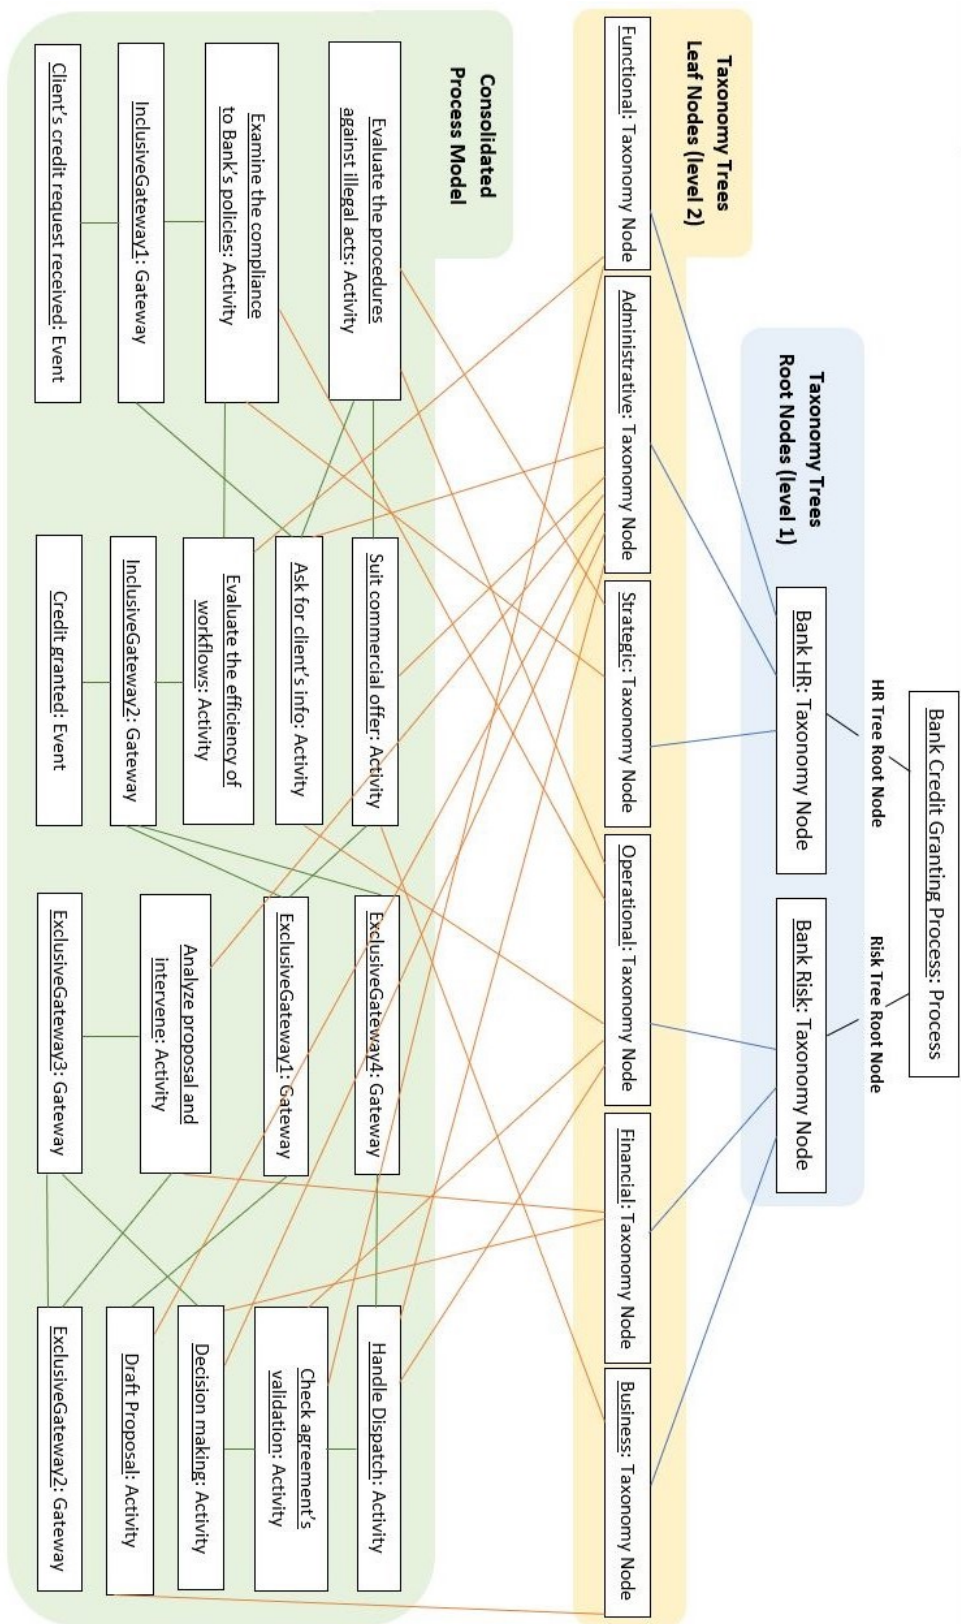 Bank Credit Granting Process: Process
HR Tree Root Node
Risk Tree Root Node
Taxonomy Trees
Root Nodes (level 1)
Bank HR: Taxonomy Node
Bank Risk: Taxonomy Node
Taxonomy Trees
Leaf Nodes (level 2)
Functional: Taxonomy Node
Administrative: Taxonomy Node
Strategic: Taxonomy Node
Operational: Taxonomy Node
Financial: Taxonomy Node
Business: Taxonomy Node
Consolidated
Process Model
Evaluate the procedures
against illegal acts: Activity
Suit commercial offer: Activity
ExclusiveGateway4: Gateway
Handle Dispatch: Activity
Examine the compliance
to Bank's policies: Activity
Ask for client's info: Activity
ExclusiveGateway1: Gateway
Check agreement's
validation: Activity
InclusiveGateway1: Gateway
Evaluate the efficiency of
workflows: Activity
Analyze proposal and
intervene: Activity
Decision making: Activity
InclusiveGateway2: Gateway
Draft Proposal: Activity
Client's credit request received: Event
Credit granted: Event
ExclusiveGateway3: Gateway
ExclusiveGateway2: Gateway